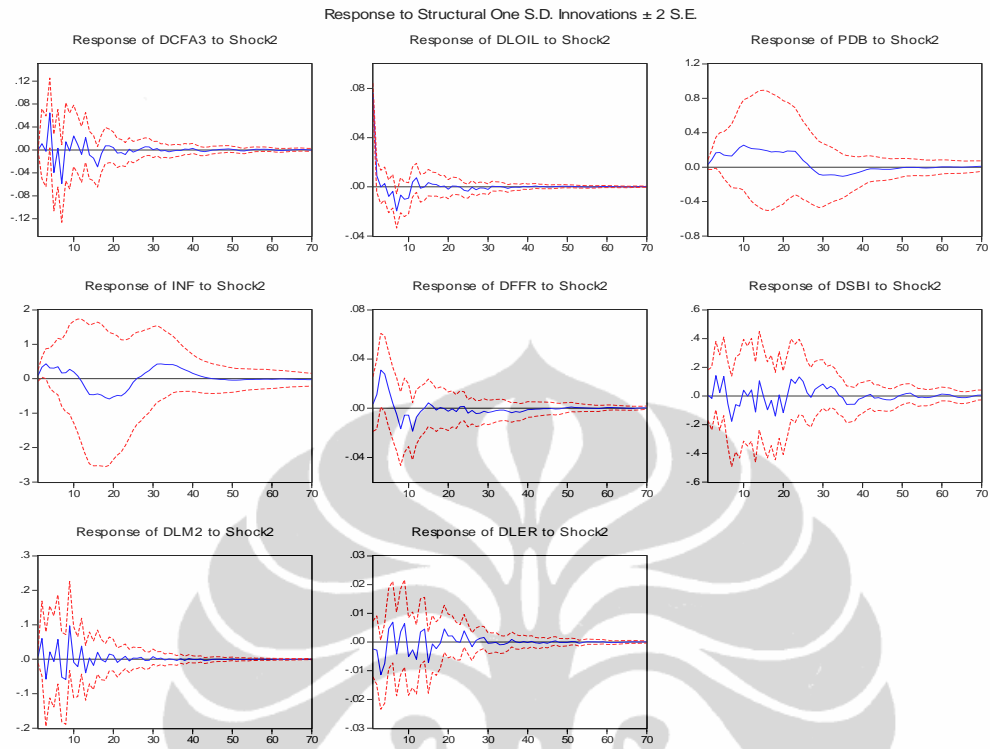 Response to Structural One S.D. Innovations ± 2 S.E.
Response of DCFA3 to Shock2
Response of DLOIL to Shock2
Response of PDB to Shock2
.12
.08
.04
.00
-.04
-.08
-.12
10 20 30 40 50 60 70
.08
.04
.00
-.04
10 20 30 40 50 60 70
1.2
0.8
0.4
0.0
-0.4
-0.8
10 20 30 40 50 60 70
Response of INF to Shock2
Response of DFFR to Shock2
Response of DSBI to Shock2
2
1
0
-1
-2
-3
10 20 30 40 50 60 70
.08
.04
.00
-.04
10 20 30 40 50 60 70
.6
.4
.2
.0
-.2
-.4
-.6
10 20 30 40 50 60 70
Response of DLM2 to Shock2
Response of DLER to Shock2
.3
.2
.1
.0
-.1
-.2
10 20 30 40 50 60 70
.03
.02
.01
.00
-.01
-.02
-.03
10 20 30 40 50 60 70